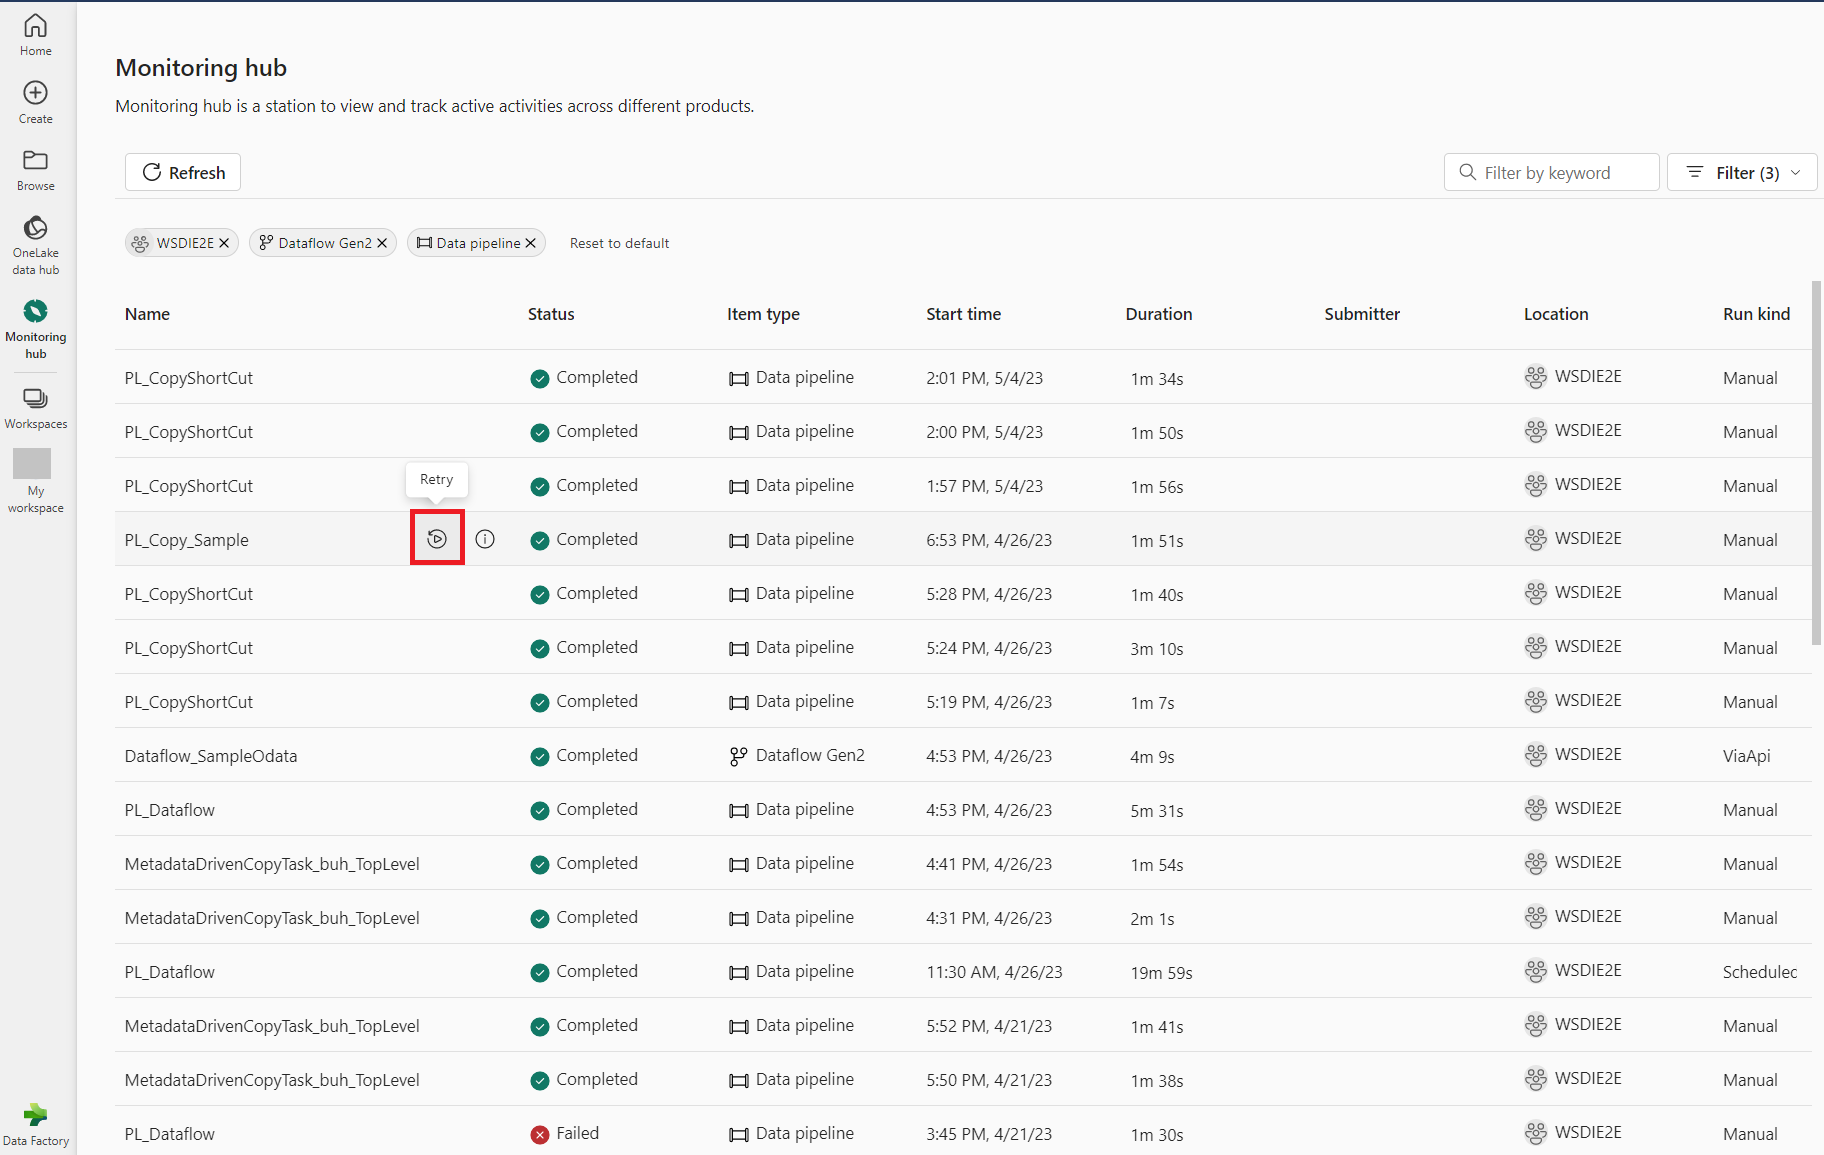 Home
Create
Browse
OneLake
data hub
Monitoring
hub
Workspaces
My
workspace
Data Factory
Monitoring hub
Monitoring hub is a station to view and track active activities across different products.
Refresh
Filter by keyword
Filter (3)
WSDIE2E Dataflow Gen2 Data pipeline Reset to default
Name Status Item type Start time Duration Submitter Location Run kind
PL_CopyShortCut Completed Data pipeline 2:01 PM, 5/4/23 1m 34s WSDIE2E Manual
PL_CopyShortCut Completed Data pipeline 2:00 PM, 5/4/23 1m 50s WSDIE2E Manual
Retry
PL_CopyShortCut Completed Data pipeline 1:57 PM, 5/4/23 1m 56s WSDIE2E Manual
PL_Copy_Sample Completed Data pipeline 6:53 PM, 4/26/23 1m 51s WSDIE2E Manual
PL_CopyShortCut Completed Data pipeline 5:28 PM, 4/26/23 1m 40s WSDIE2E Manual
PL_CopyShortCut Completed Data pipeline 5:24 PM, 4/26/23 3m 10s WSDIE2E Manual
PL_CopyShortCut Completed Data pipeline 5:19 PM, 4/26/23 1m 7s WSDIE2E Manual
Dataflow_SampleOdata Completed Dataflow Gen2 4:53 PM, 4/26/23 4m 9s WSDIE2E ViaApi
PL_Dataflow Completed Data pipeline 4:53 PM, 4/26/23 5m 31s WSDIE2E Manual
MetadataDrivenCopyTask_buh_TopLevel Completed Data pipeline 4:41 PM, 4/26/23 1m 54s WSDIE2E Manual
MetadataDrivenCopyTask_buh_TopLevel Completed Data pipeline 4:31 PM, 4/26/23 2m 1s WSDIE2E Manual
PL_Dataflow Completed Data pipeline 11:30 AM, 4/26/23 19m 59s WSDIE2E Scheduled
MetadataDrivenCopyTask_buh_TopLevel Completed Data pipeline 5:52 PM, 4/21/23 1m 41s WSDIE2E Manual
MetadataDrivenCopyTask_buh_TopLevel Completed Data pipeline 5:50 PM, 4/21/23 1m 38s WSDIE2E Manual
PL_Dataflow Failed Data pipeline 3:45 PM, 4/21/23 1m 30s WSDIE2E Manual